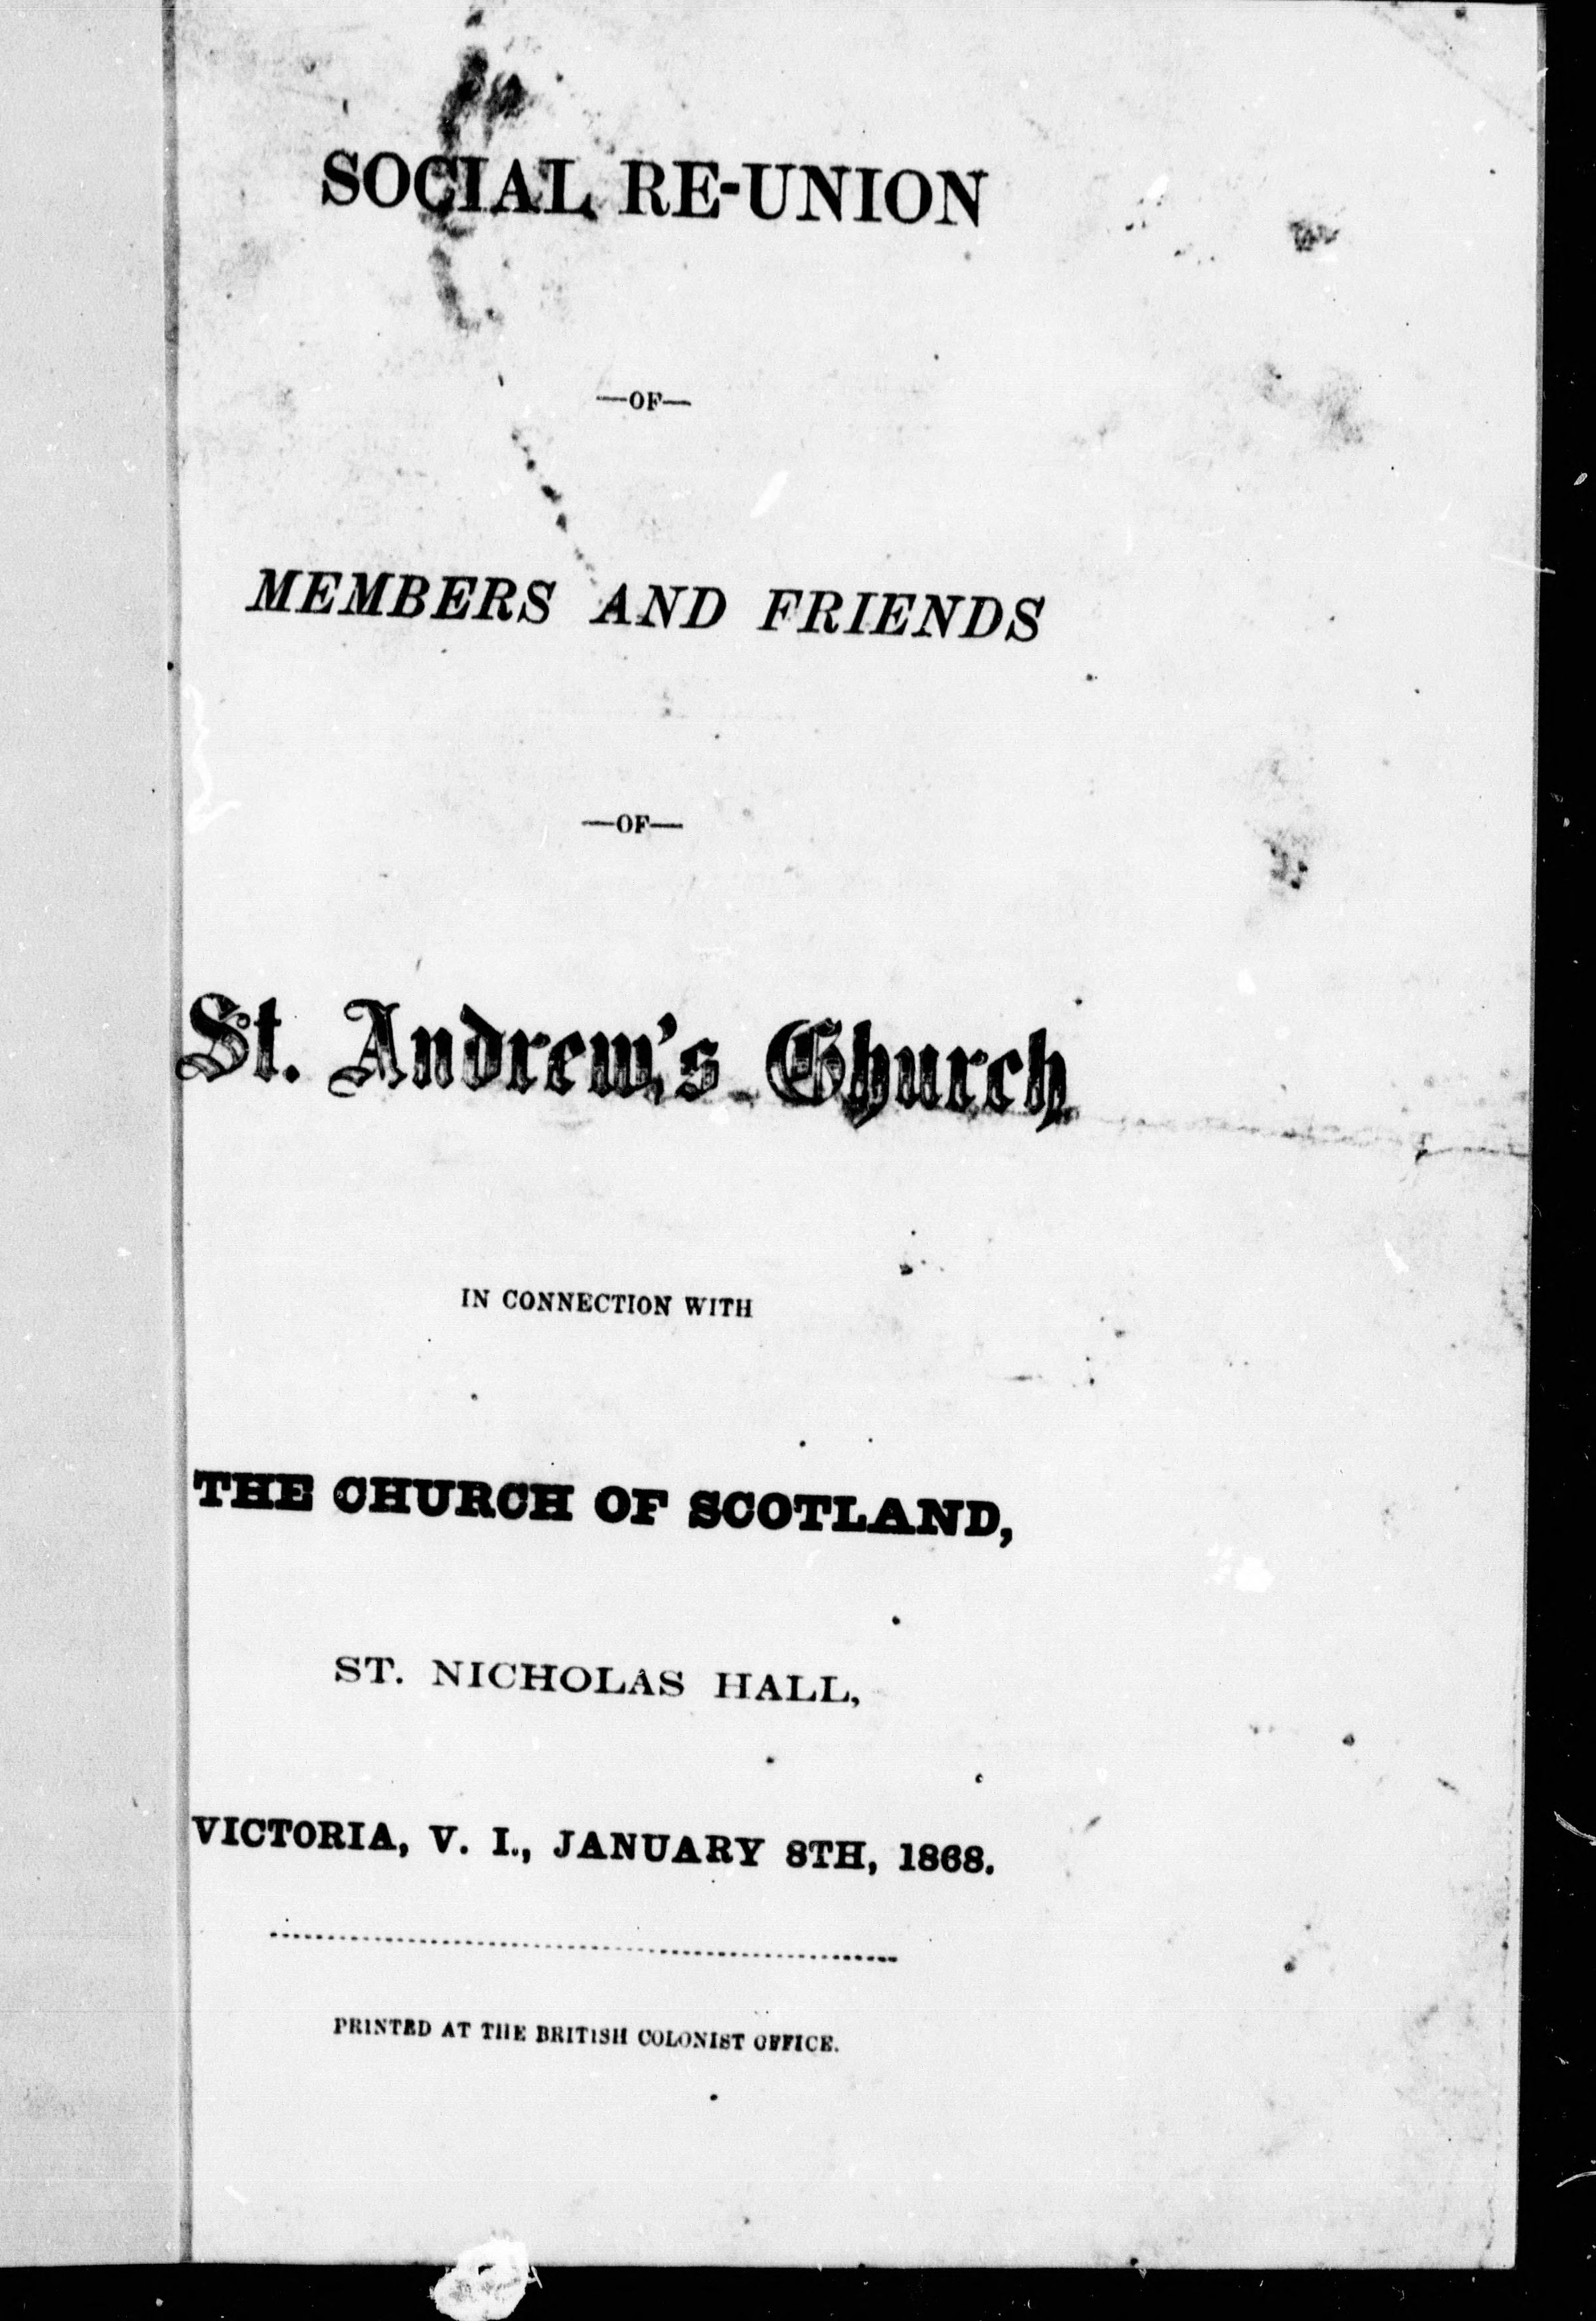 SOCIAL RE-UNION
—OF—
MEMBERS AND FRIENDS
—OF—
St. Andrew's Church
IN CONNECTION WITH
THE CHURCH OF SCOTLAND,
ST. NICHOLAS HALL,
VICTORIA, V. I., JANUARY 8TH, 1868.
PRINTED AT THE BRITISH COLONIST OFFICE.